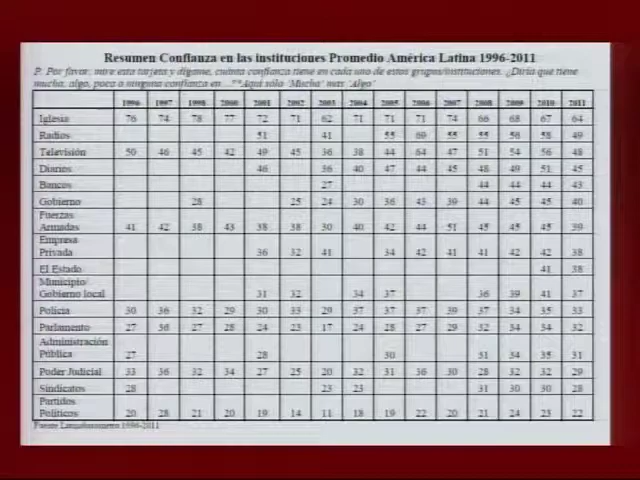 Resumen Confianza en las instituciones Promedio América Latina 1996-2011
P. Por favor, mire esta tarjeta y dígame, cuánta confianza tiene en cada uno de estos grupos/instituciones. ¿Diría que tiene
mucha, algo, poca o ninguna confianza en ...? **Aquí sólo 'Mucha' más 'Algo'
1996 1997 1998 2000 2001 2002 2003 2004 2005 2006 2007 2008 2009 2010 2011
Iglesia 76 74 78 77 72 71 62 71 71 71 74 66 68 67 64
Radios 51 41 55 69 55 55 56 58 49
Televisión 50 46 45 42 49 45 36 38 44 64 47 51 54 56 48
Diarios 46 36 40 47 44 45 48 49 51 45
Bancos 27 44 44 44 43
Gobierno 28 25 24 30 36 43 39 44 45 45 40
Fuerzas
Armadas 41 42 38 43 38 38 30 40 42 44 51 45 45 45 39
Empresa
Privada 36 32 41 34 42 41 41 42 42 38
El Estado 41 38
Municipio/
Gobierno local 31 32 34 37 36 39 41 37
Policía 30 36 32 29 30 33 29 37 37 37 39 37 34 35 33
Parlamento 27 36 27 28 24 23 17 24 28 27 29 32 34 34 32
Administración
Pública 27 28 30 31 34 35 31
Poder Judicial 33 36 32 34 27 25 20 32 31 36 30 28 32 32 29
Sindicatos 28 23 23 31 30 30 28
Partidos
Políticos 20 28 21 20 19 14 11 18 19 22 20 21 24 23 22
Fuente Latinobarómetro 1996-2011